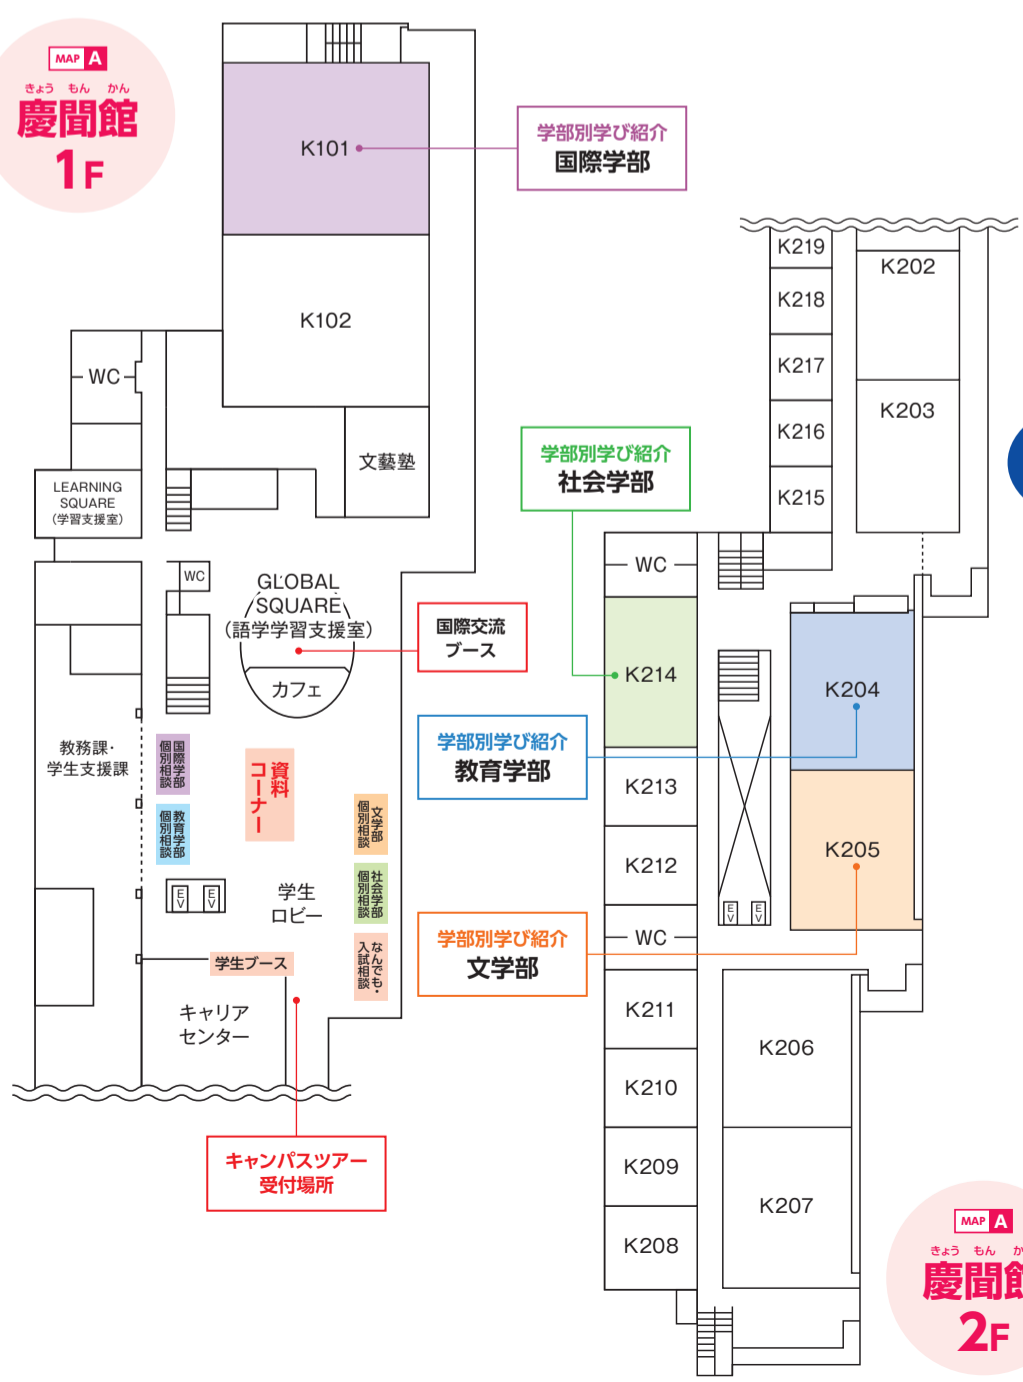 MAP A
きょう もん かん
慶聞館
1F
K101
学部別学び紹介
国際学部
K102
WC
文藝塾
LEARNING
SQUARE
（学習支援室）
WC
GLOBAL
SQUARE
（語学学習支援室）
カフェ
国際交流
ブース
教務課・
学生支援課
国際学部
個別相談
教育学部
個別相談
資料
コーナー
文学部
個別相談
社会学部
個別相談
なんでも・
入試相談
EV
EV
学生
ロビー
学生ブース
キャリア
センター
キャンパスツアー
受付場所
K219
K202
K218
K217
K203
K216
K215
学部別学び紹介
社会学部
WC
K214
K204
学部別学び紹介
教育学部
K213
K205
K212
EV
EV
学部別学び紹介
文学部
WC
K211
K206
K210
K209
K207
K208
MAP A
きょう もん
慶聞館
2F